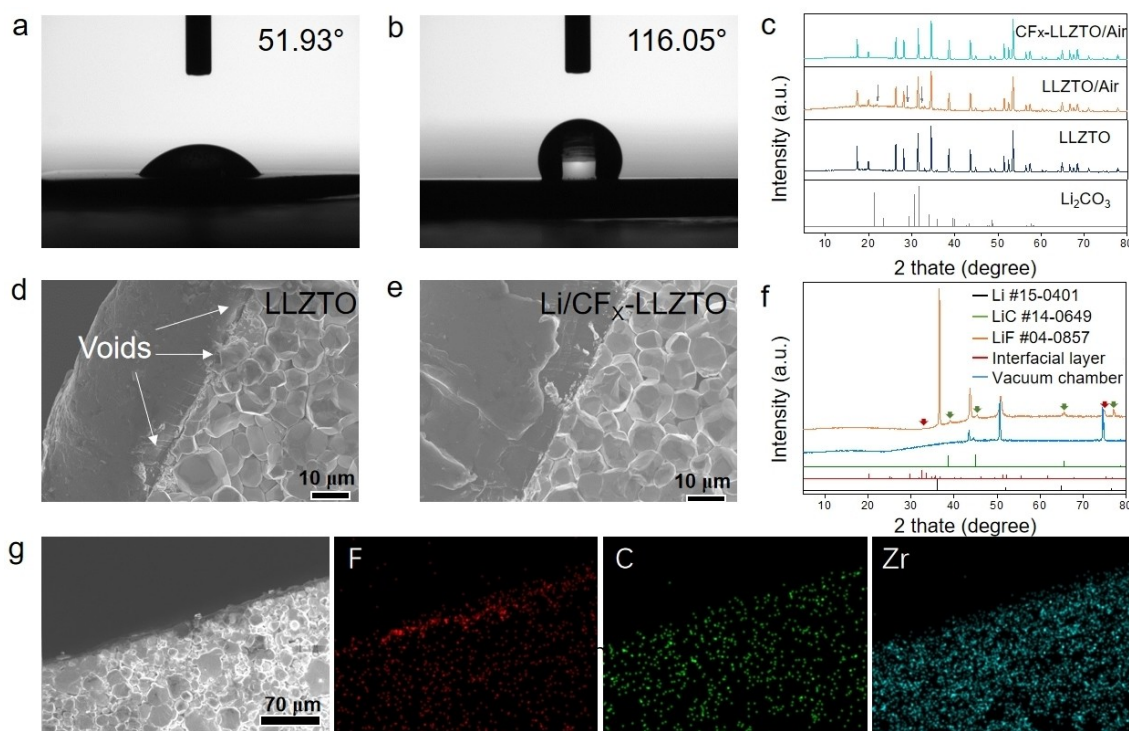 a
51.93°
b
116.05°
c
CFx-LLZTO/Air
LLZTO/Air
LLZTO
Li₂CO₃
Intensity (a.u.)
10 20 30 40 50 60 70 80
2 thate (degree)
d
LLZTO
Voids
10 μm
e
Li/CFX-LLZTO
10 μm
f
Li #15-0401
LiC #14-0649
LiF #04-0857
Interfacial layer
Vacuum chamber
Intensity (a.u.)
10 20 30 40 50 60 70 80
2 thate (degree)
g
70 μm
F
C
Zr